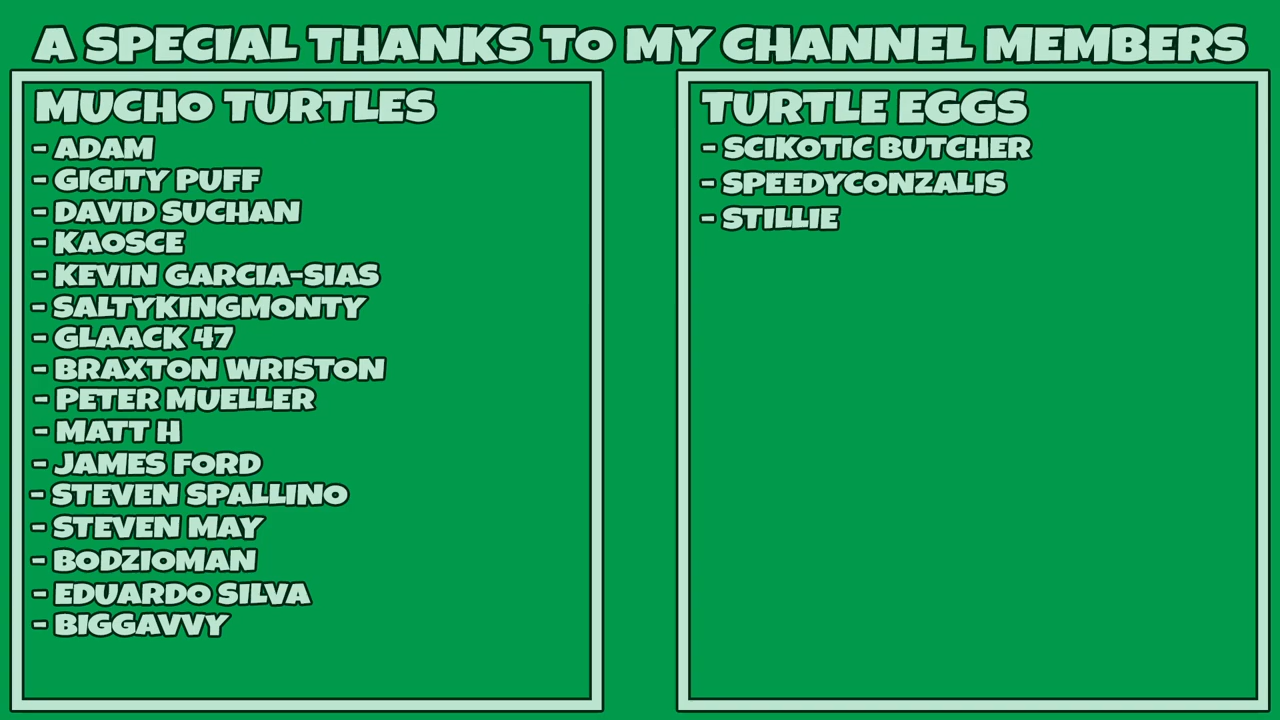 A SPECIAL THANKS TO MY CHANNEL MEMBERS
MUCHO TURTLES
- ADAM
- GIGITY PUFF
- DAVID SUCHAN
- KAOSCE
- KEVIN GARCIA-SIAS
- SALTYKINGMONTY
- GLAACK 47
- BRAXTON WRISTON
- PETER MUELLER
- MATT H
- JAMES FORD
- STEVEN SPALLINO
- STEVEN MAY
- BODZIOMAN
- EDUARDO SILVA
- BIGGAVVY
TURTLE EGGS
- SCIKOTIC BUTCHER
- SPEEDYCONZALIS
- STILLIE